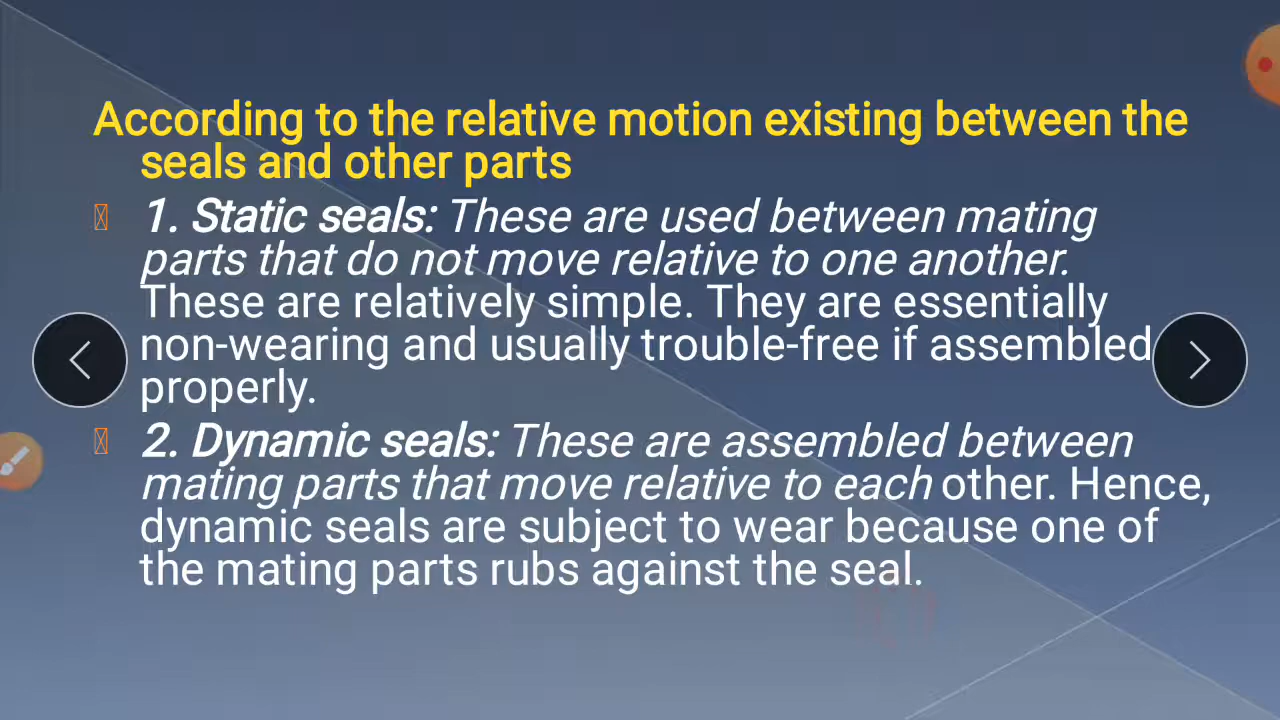 According to the relative motion existing between the
seals and other parts
1. Static seals: These are used between mating
parts that do not move relative to one another.
These are relatively simple. They are essentially
non-wearing and usually trouble-free if assembled
properly.
2. Dynamic seals: These are assembled between
mating parts that move relative to each other. Hence,
dynamic seals are subject to wear because one of
the mating parts rubs against the seal.